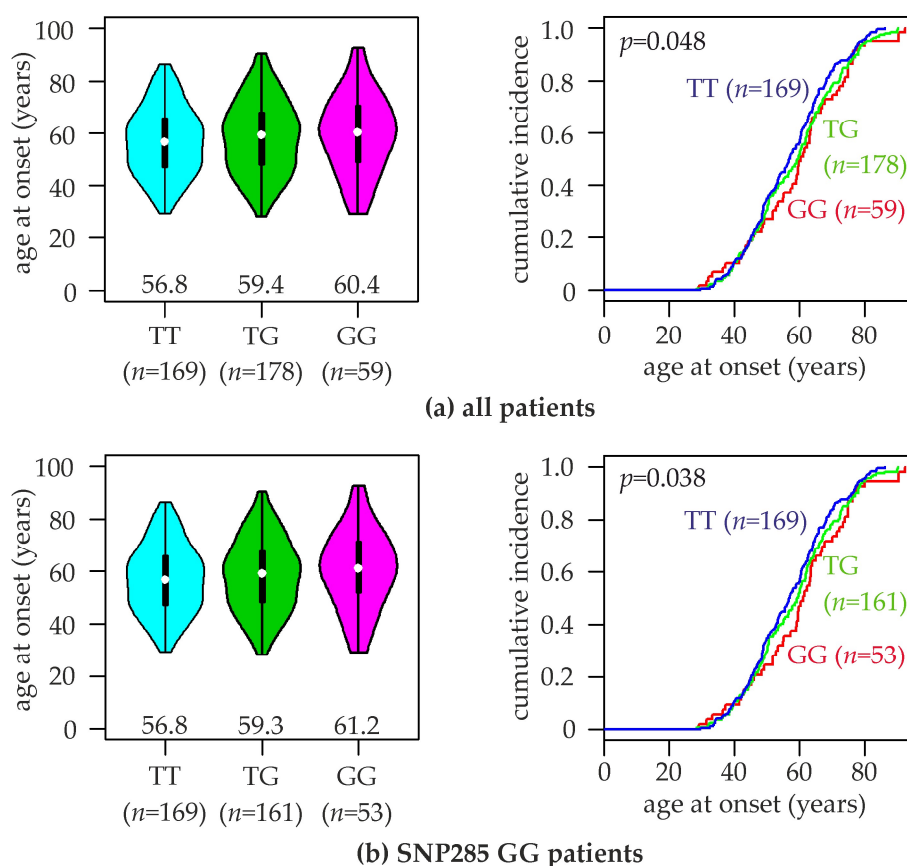 100
80
60
40
20
0
age at onset (years)
56.8 59.4 60.4
TT TG GG
(n=169) (n=178) (n=59)
1.0
0.8
0.6
0.4
0.2
0
cumulative incidence
p=0.048
TT (n=169)
TG
(n=178)
GG (n=59)
0 20 40 60 80
age at onset (years)
(a) all patients
100
80
60
40
20
0
age at onset (years)
56.8 59.3 61.2
TT TG GG
(n=169) (n=161) (n=53)
1.0
0.8
0.6
0.4
0.2
0
cumulative incidence
p=0.038
TT (n=169)
TG
(n=161)
GG (n=53)
0 20 40 60 80
age at onset (years)
(b) SNP285 GG patients